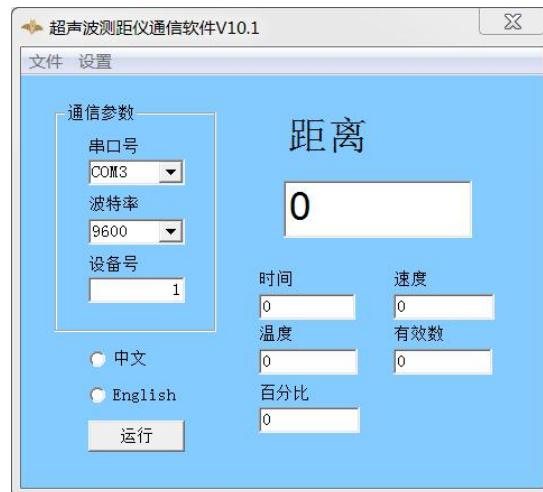 超声波测距仪通信软件V10.1
文件 设置
通信参数
串口号
COM3
波特率
9600
设备号
1
中文
English
运行
距离
0
时间 速度
0 0
温度 有效数
0 0
百分比
0